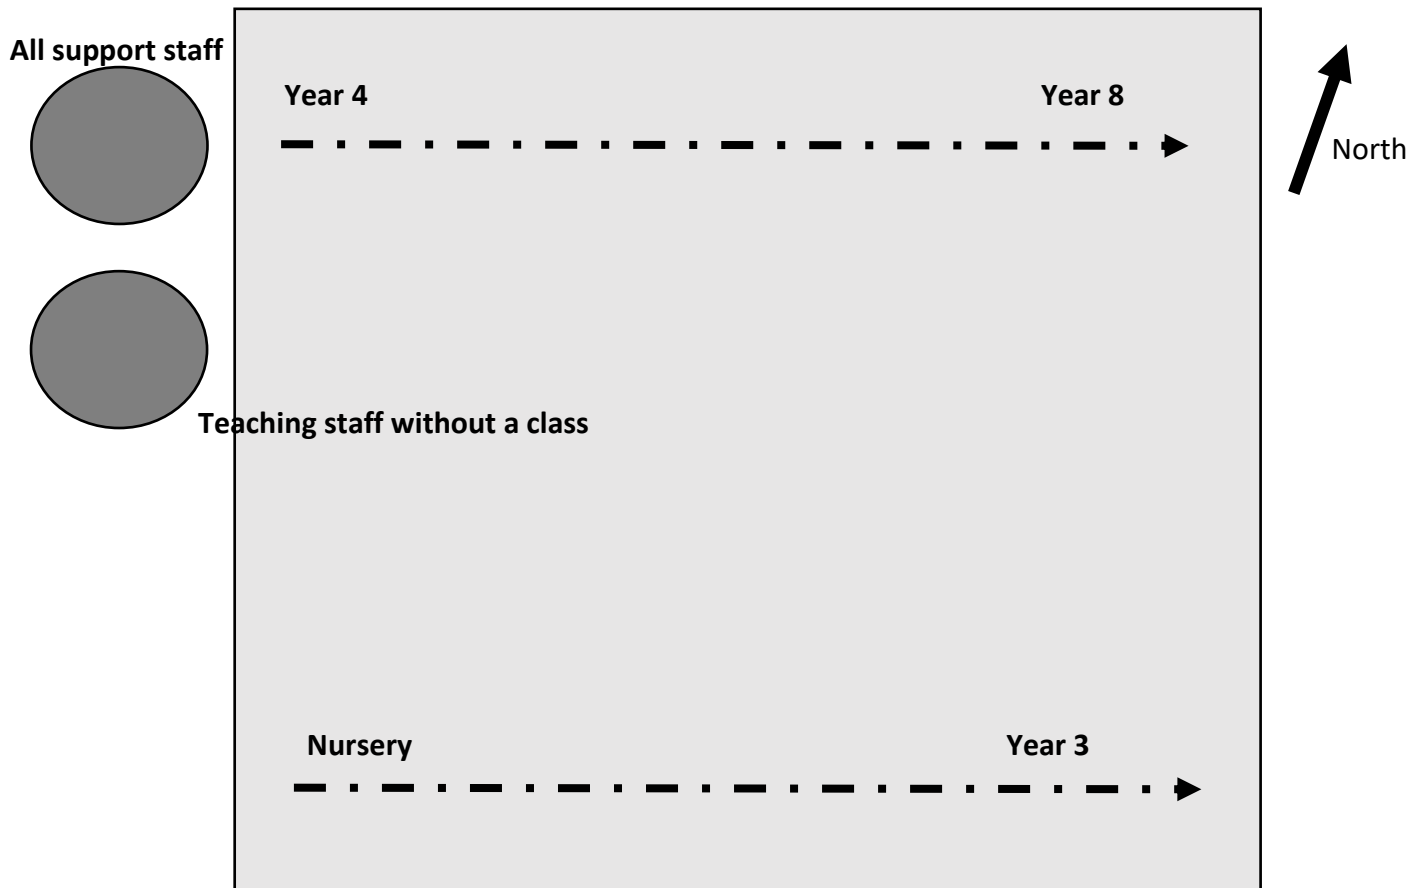 All support staff
Year 4
Year 8
North
Teaching staff without a class
Nursery
Year 3